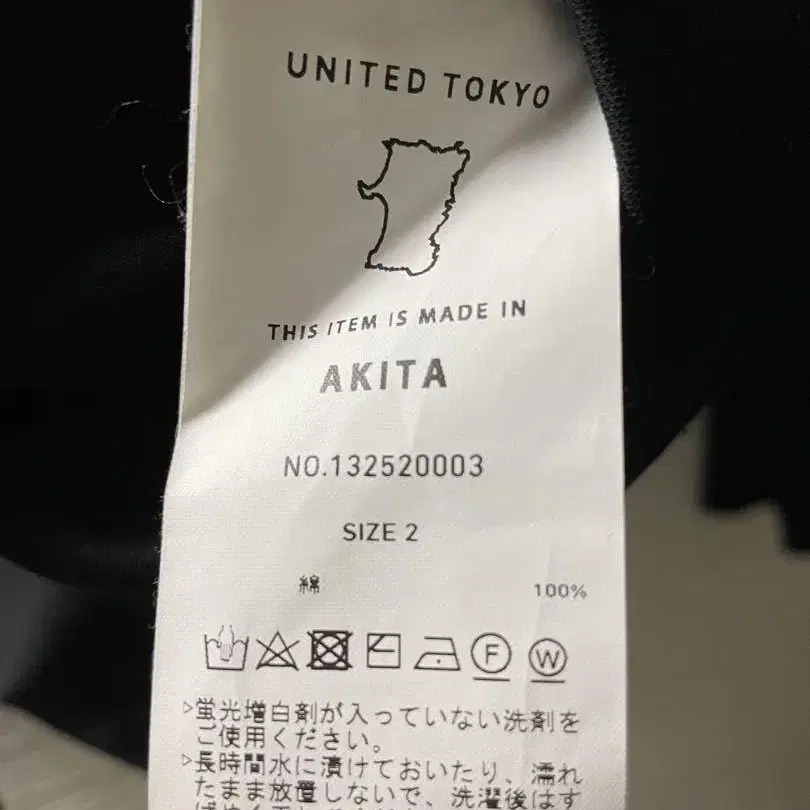 UNITED TOKYO
THIS ITEM IS MADE IN
AKITA
NO.132520003
SIZE 2
綿 100%
F W
▷蛍光増白剤が入っていない洗剤を
ご使用ください。
▷長時間水に漬けておいたり、濡れ
たまま放置しないで、洗濯後はす